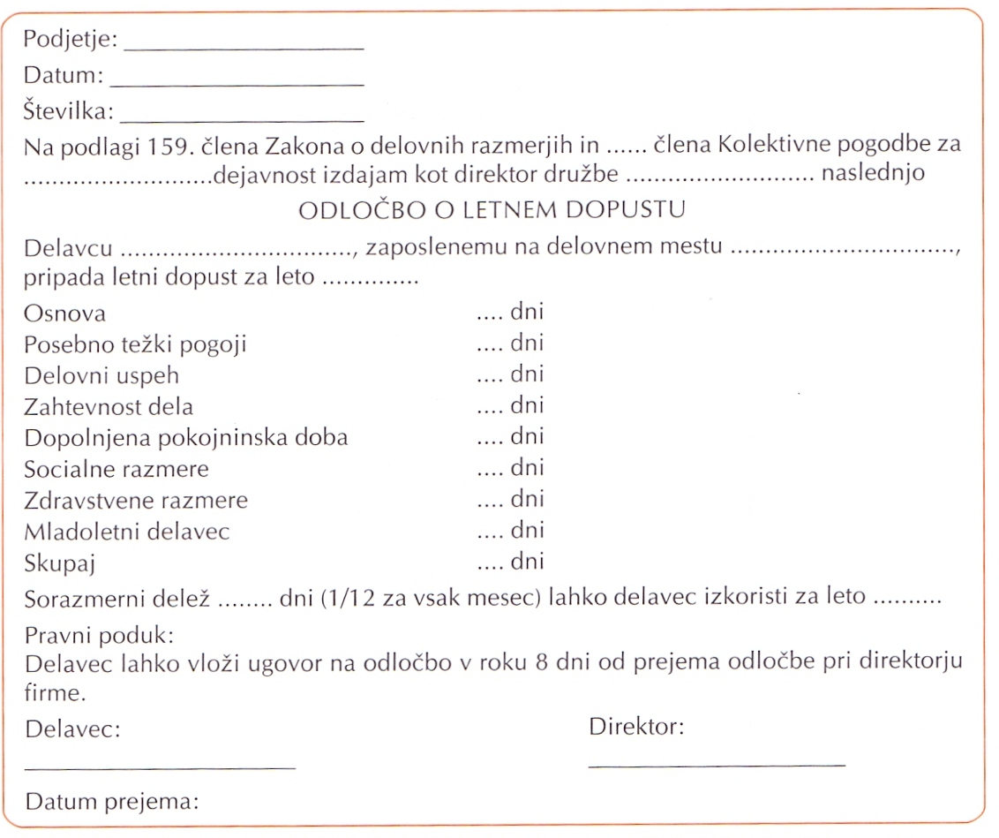 Podjetje: ____________________
Datum: ____________________
Številka: ____________________
Na podlagi 159. člena Zakona o delovnih razmerjih in ...... člena Kolektivne pogodbe za
...........................dejavnost izdajam kot direktor družbe ........................... naslednjo
ODLOČBO O LETNEM DOPUSTU
Delavcu ................................., zaposlenemu na delovnem mestu ................................,
pripada letni dopust za leto ..............
Osnova .... dni
Posebno težki pogoji .... dni
Delovni uspeh .... dni
Zahtevnost dela .... dni
Dopolnjena pokojninska doba .... dni
Socialne razmere .... dni
Zdravstvene razmere .... dni
Mladoletni delavec .... dni
Skupaj .... dni
Sorazmerni delež ........ dni (1/12 za vsak mesec) lahko delavec izkoristi za leto ..........
Pravni poduk:
Delavec lahko vloži ugovor na odločbo v roku 8 dni od prejema odločbe pri direktorju
firme.
Delavec: Direktor:
____________________ ____________________
Datum prejema: